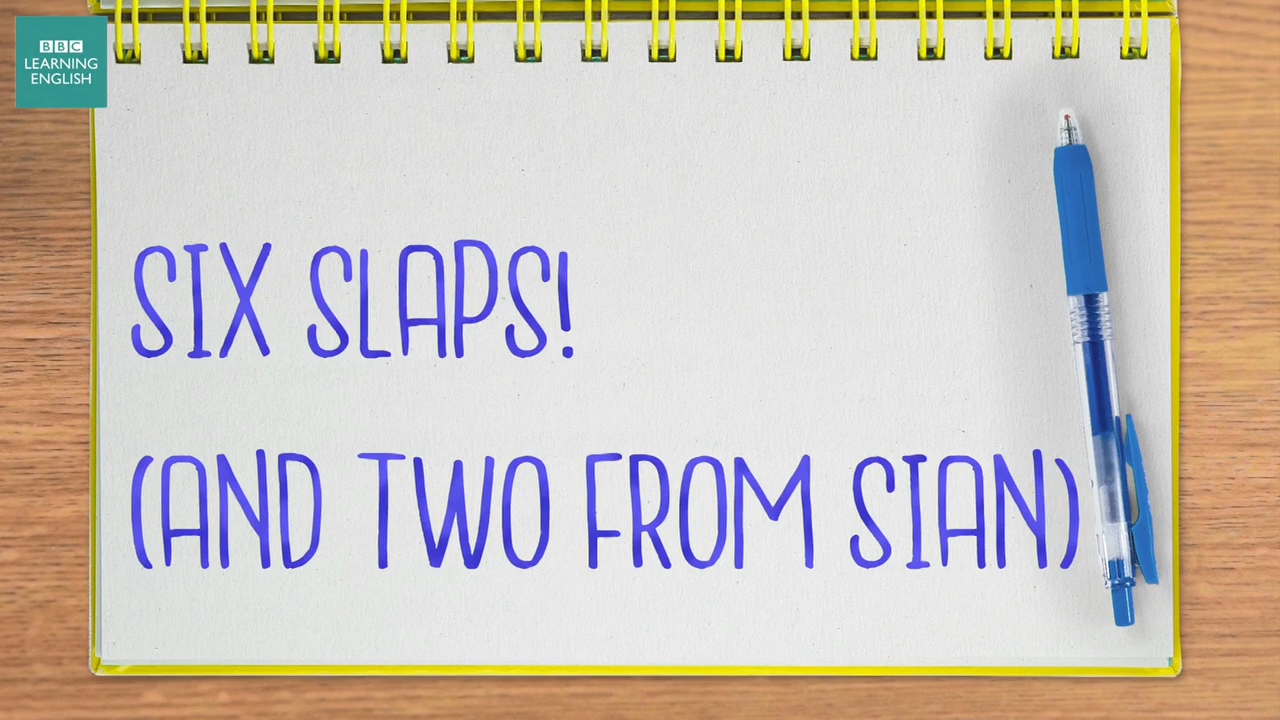 BBC
LEARNING
ENGLISH
SIX SLAPS!
(AND TWO FROM SIAN)